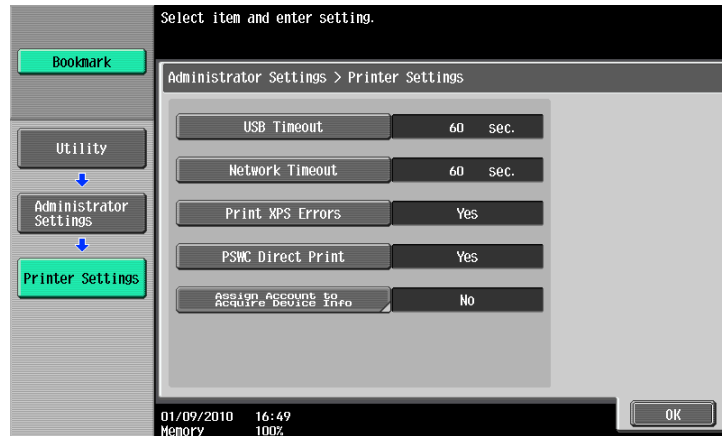 Select item and enter setting.
Bookmark
Administrator Settings > Printer Settings
USB Timeout 60 sec.
Utility
Network Timeout 60 sec.
Administrator
Settings
Print XPS Errors Yes
PSWC Direct Print Yes
Printer Settings
Assign Account to
Acquire Device Info
No
01/09/2010 16:49
Memory 100%
OK